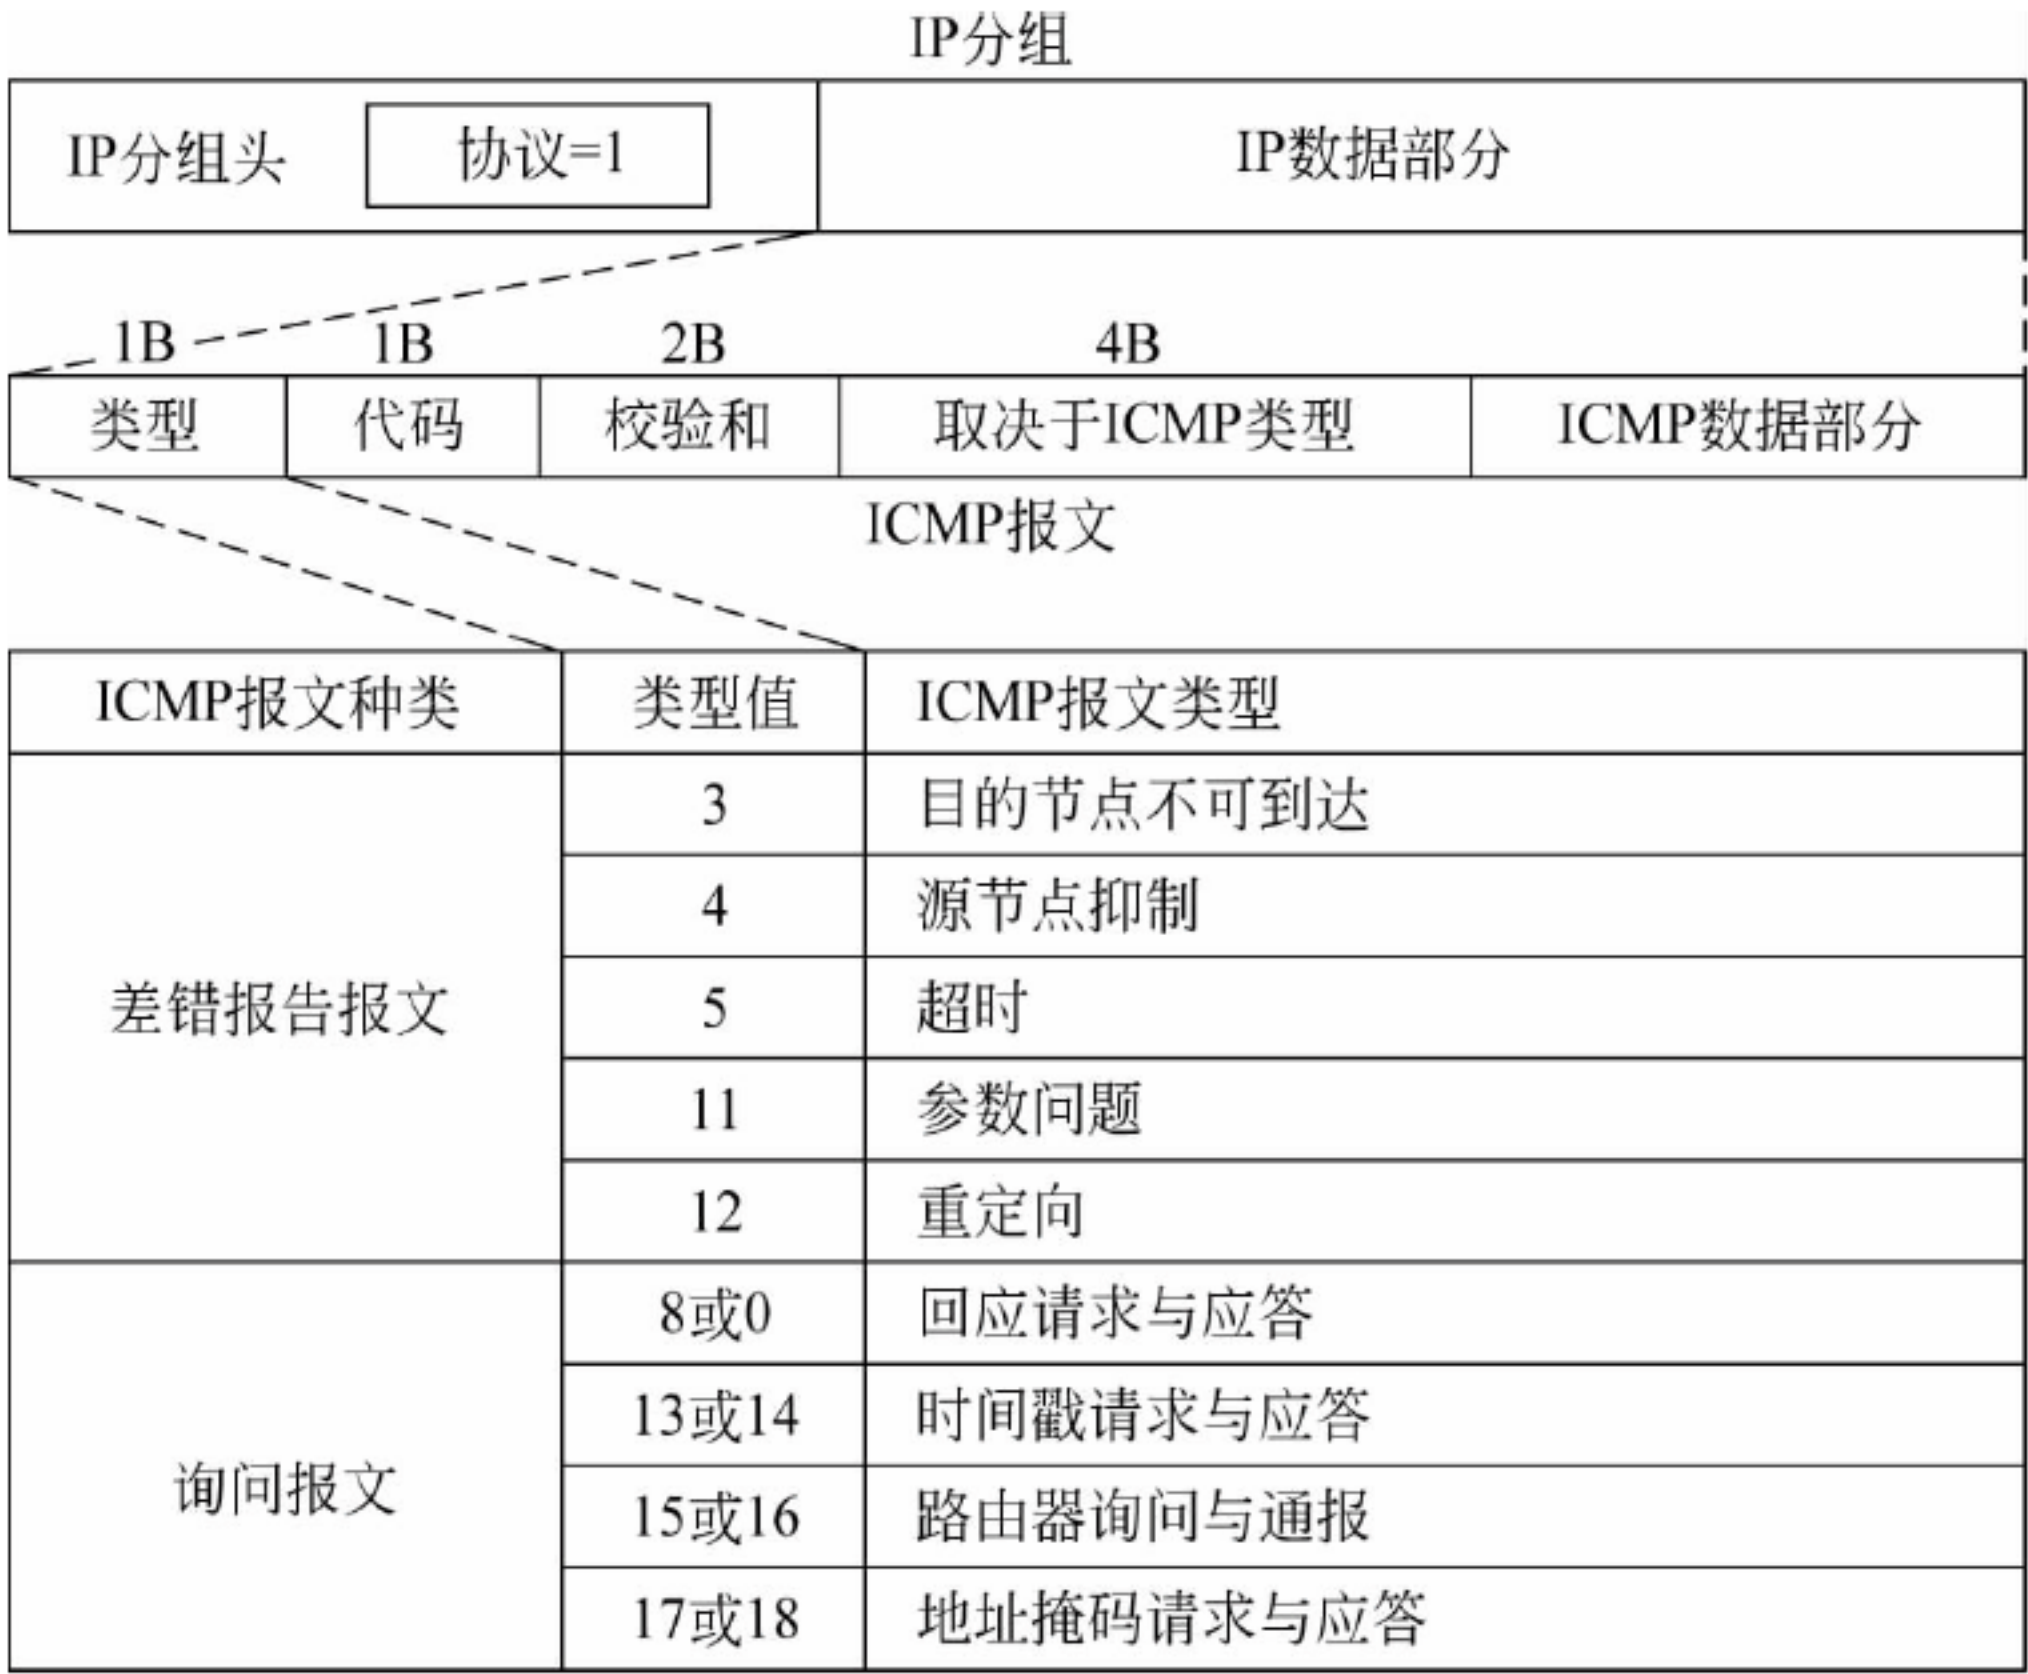 IP分组
IP分组头 协议=1 IP数据部分
1B 1B 2B 4B
类型 代码 校验和 取决于ICMP类型 ICMP数据部分
ICMP报文
ICMP报文种类 类型值 ICMP报文类型
3 目的节点不可到达
4 源节点抑制
差错报告报文 5 超时
11 参数问题
12 重定向
8或0 回应请求与应答
13或14 时间戳请求与应答
询问报文
15或16 路由器询问与通报
17或18 地址掩码请求与应答